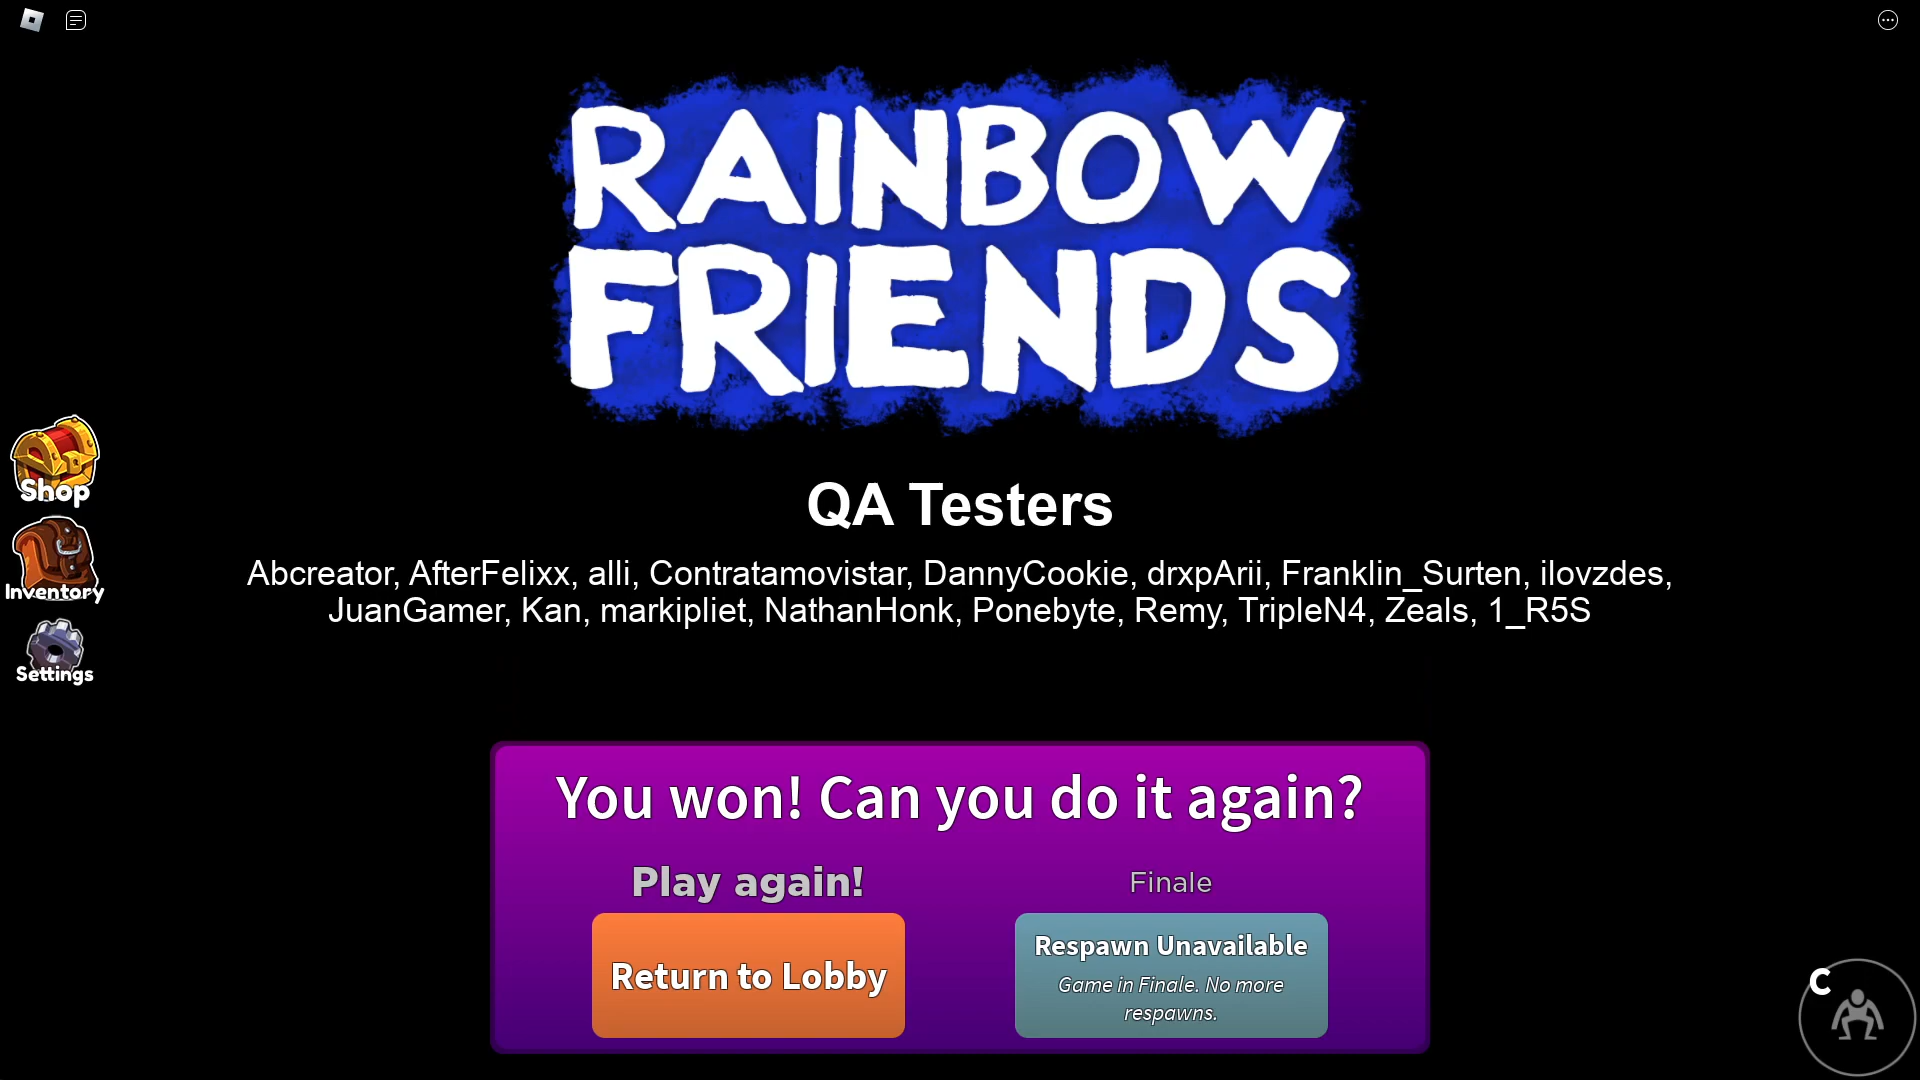 RAINBOW
FRIENDS
QA Testers
Abcreator, AfterFelixx, alli, Contratamovistar, DannyCookie, drxpArii, Franklin_Surten, ilovzdes,
JuanGamer, Kan, markipliet, NathanHonk, Ponebyte, Remy, TripleN4, Zeals, 1_R5S
Shop
Inventory
Settings
You won! Can you do it again?
Play again!
Return to Lobby
Finale
Respawn Unavailable
Game in Finale. No more
respawns.
C